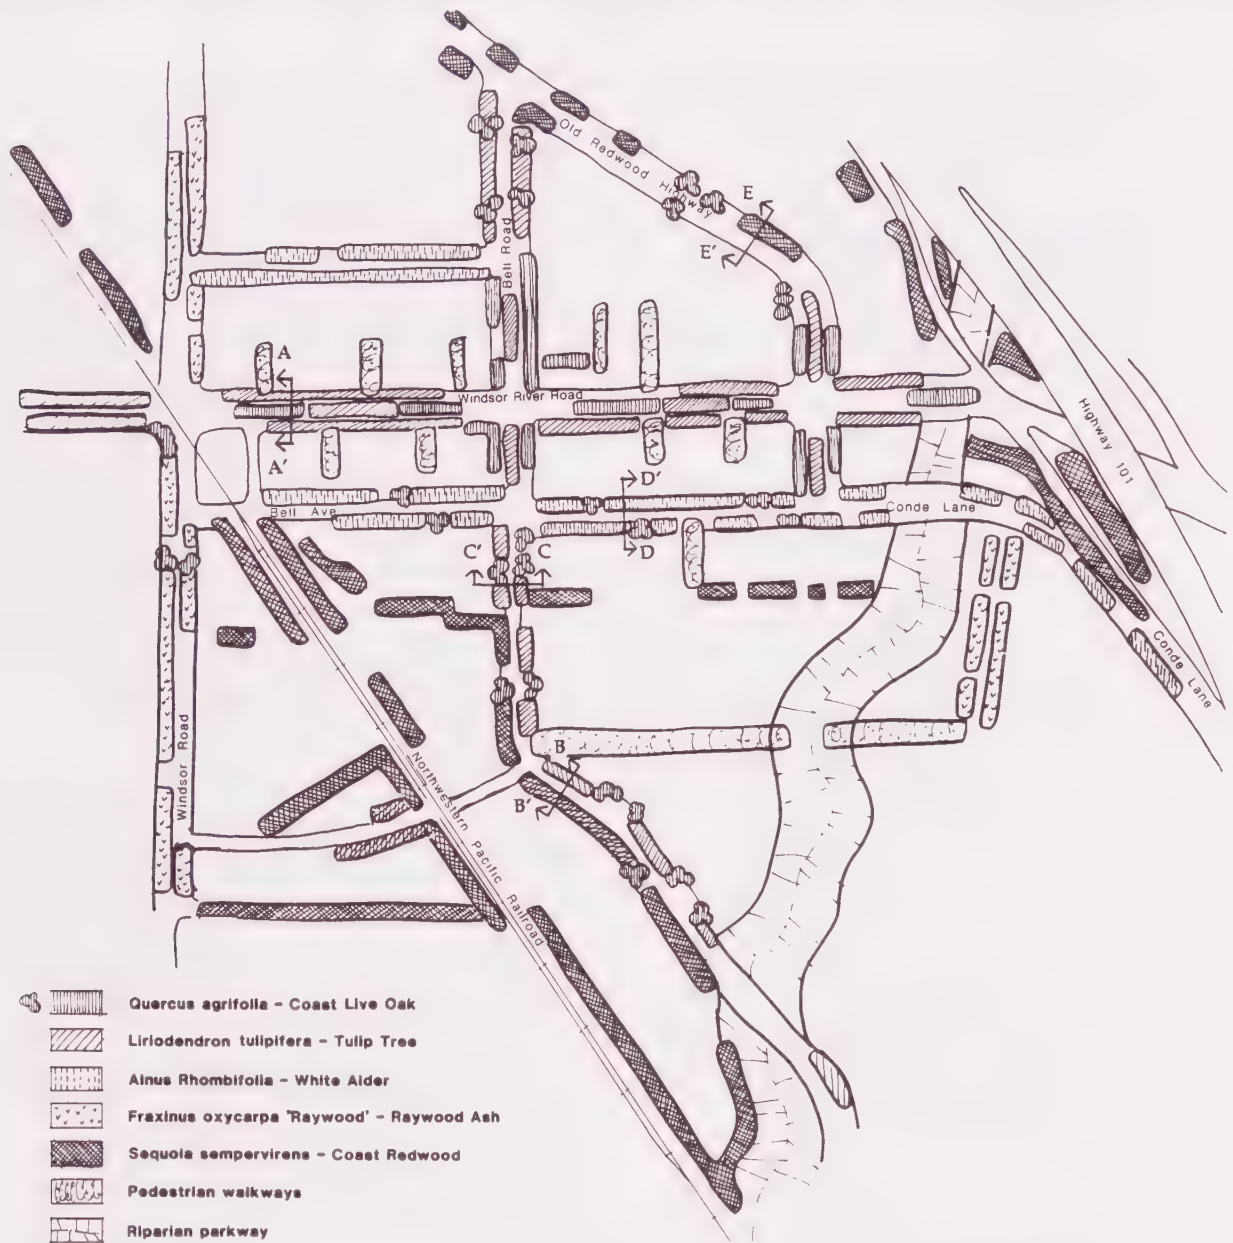 Old Redwood Highway
E
E'
Bell Road
A
Windsor River Road
A'
Highway 101
D'
Bell Ave
Conde Lane
C'
C
D
Conde Lane
Windsor Road
B
B'
Northwestern Pacific Railroad
Quercus agrifolia - Coast Live Oak
Liriodendron tulipifera - Tulip Tree
Alnus Rhombifolia - White Alder
Fraxinus oxycarpa 'Raywood' - Raywood Ash
Sequoia sempervirens - Coast Redwood
Pedestrian walkways
Riparian parkway